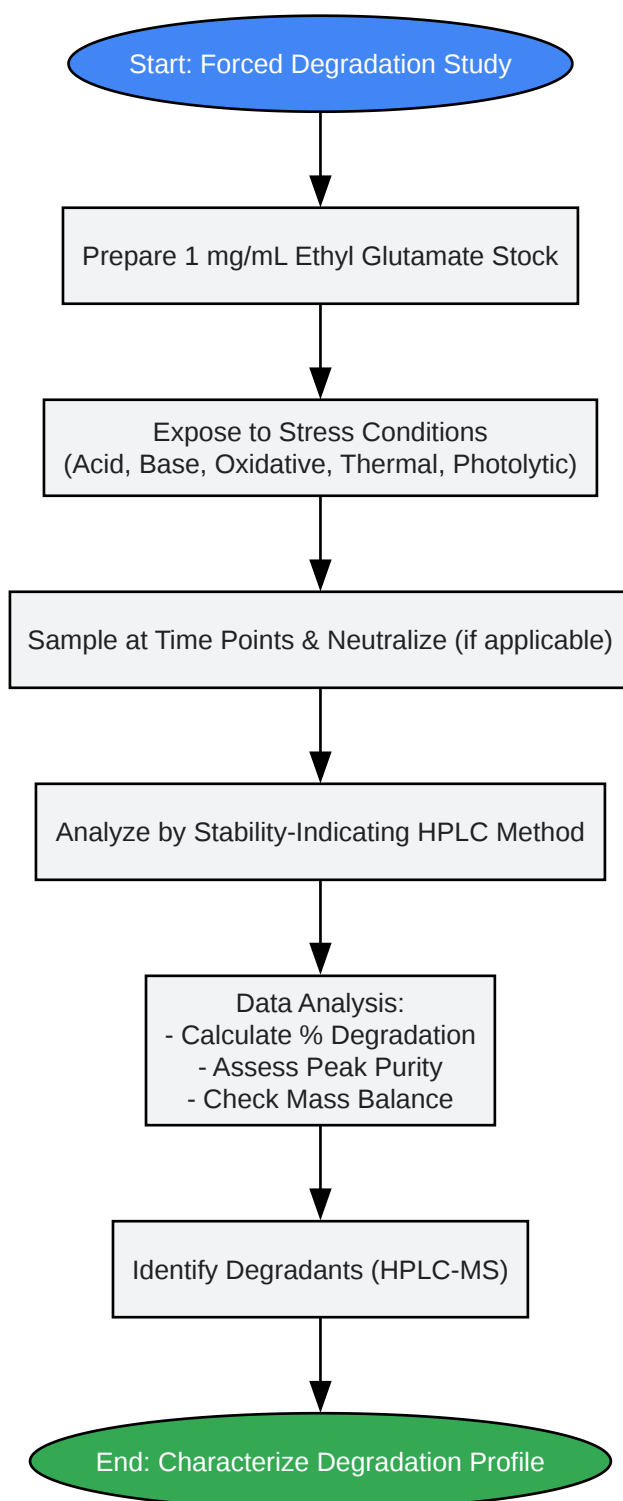 Start: Forced Degradation Study
Prepare 1 mg/mL Ethyl Glutamate Stock
Expose to Stress Conditions
(Acid, Base, Oxidative, Thermal, Photolytic)
Sample at Time Points & Neutralize (if applicable)
Analyze by Stability-Indicating HPLC Method
Data Analysis:
- Calculate % Degradation
- Assess Peak Purity
- Check Mass Balance
Identify Degradants (HPLC-MS)
End: Characterize Degradation Profile